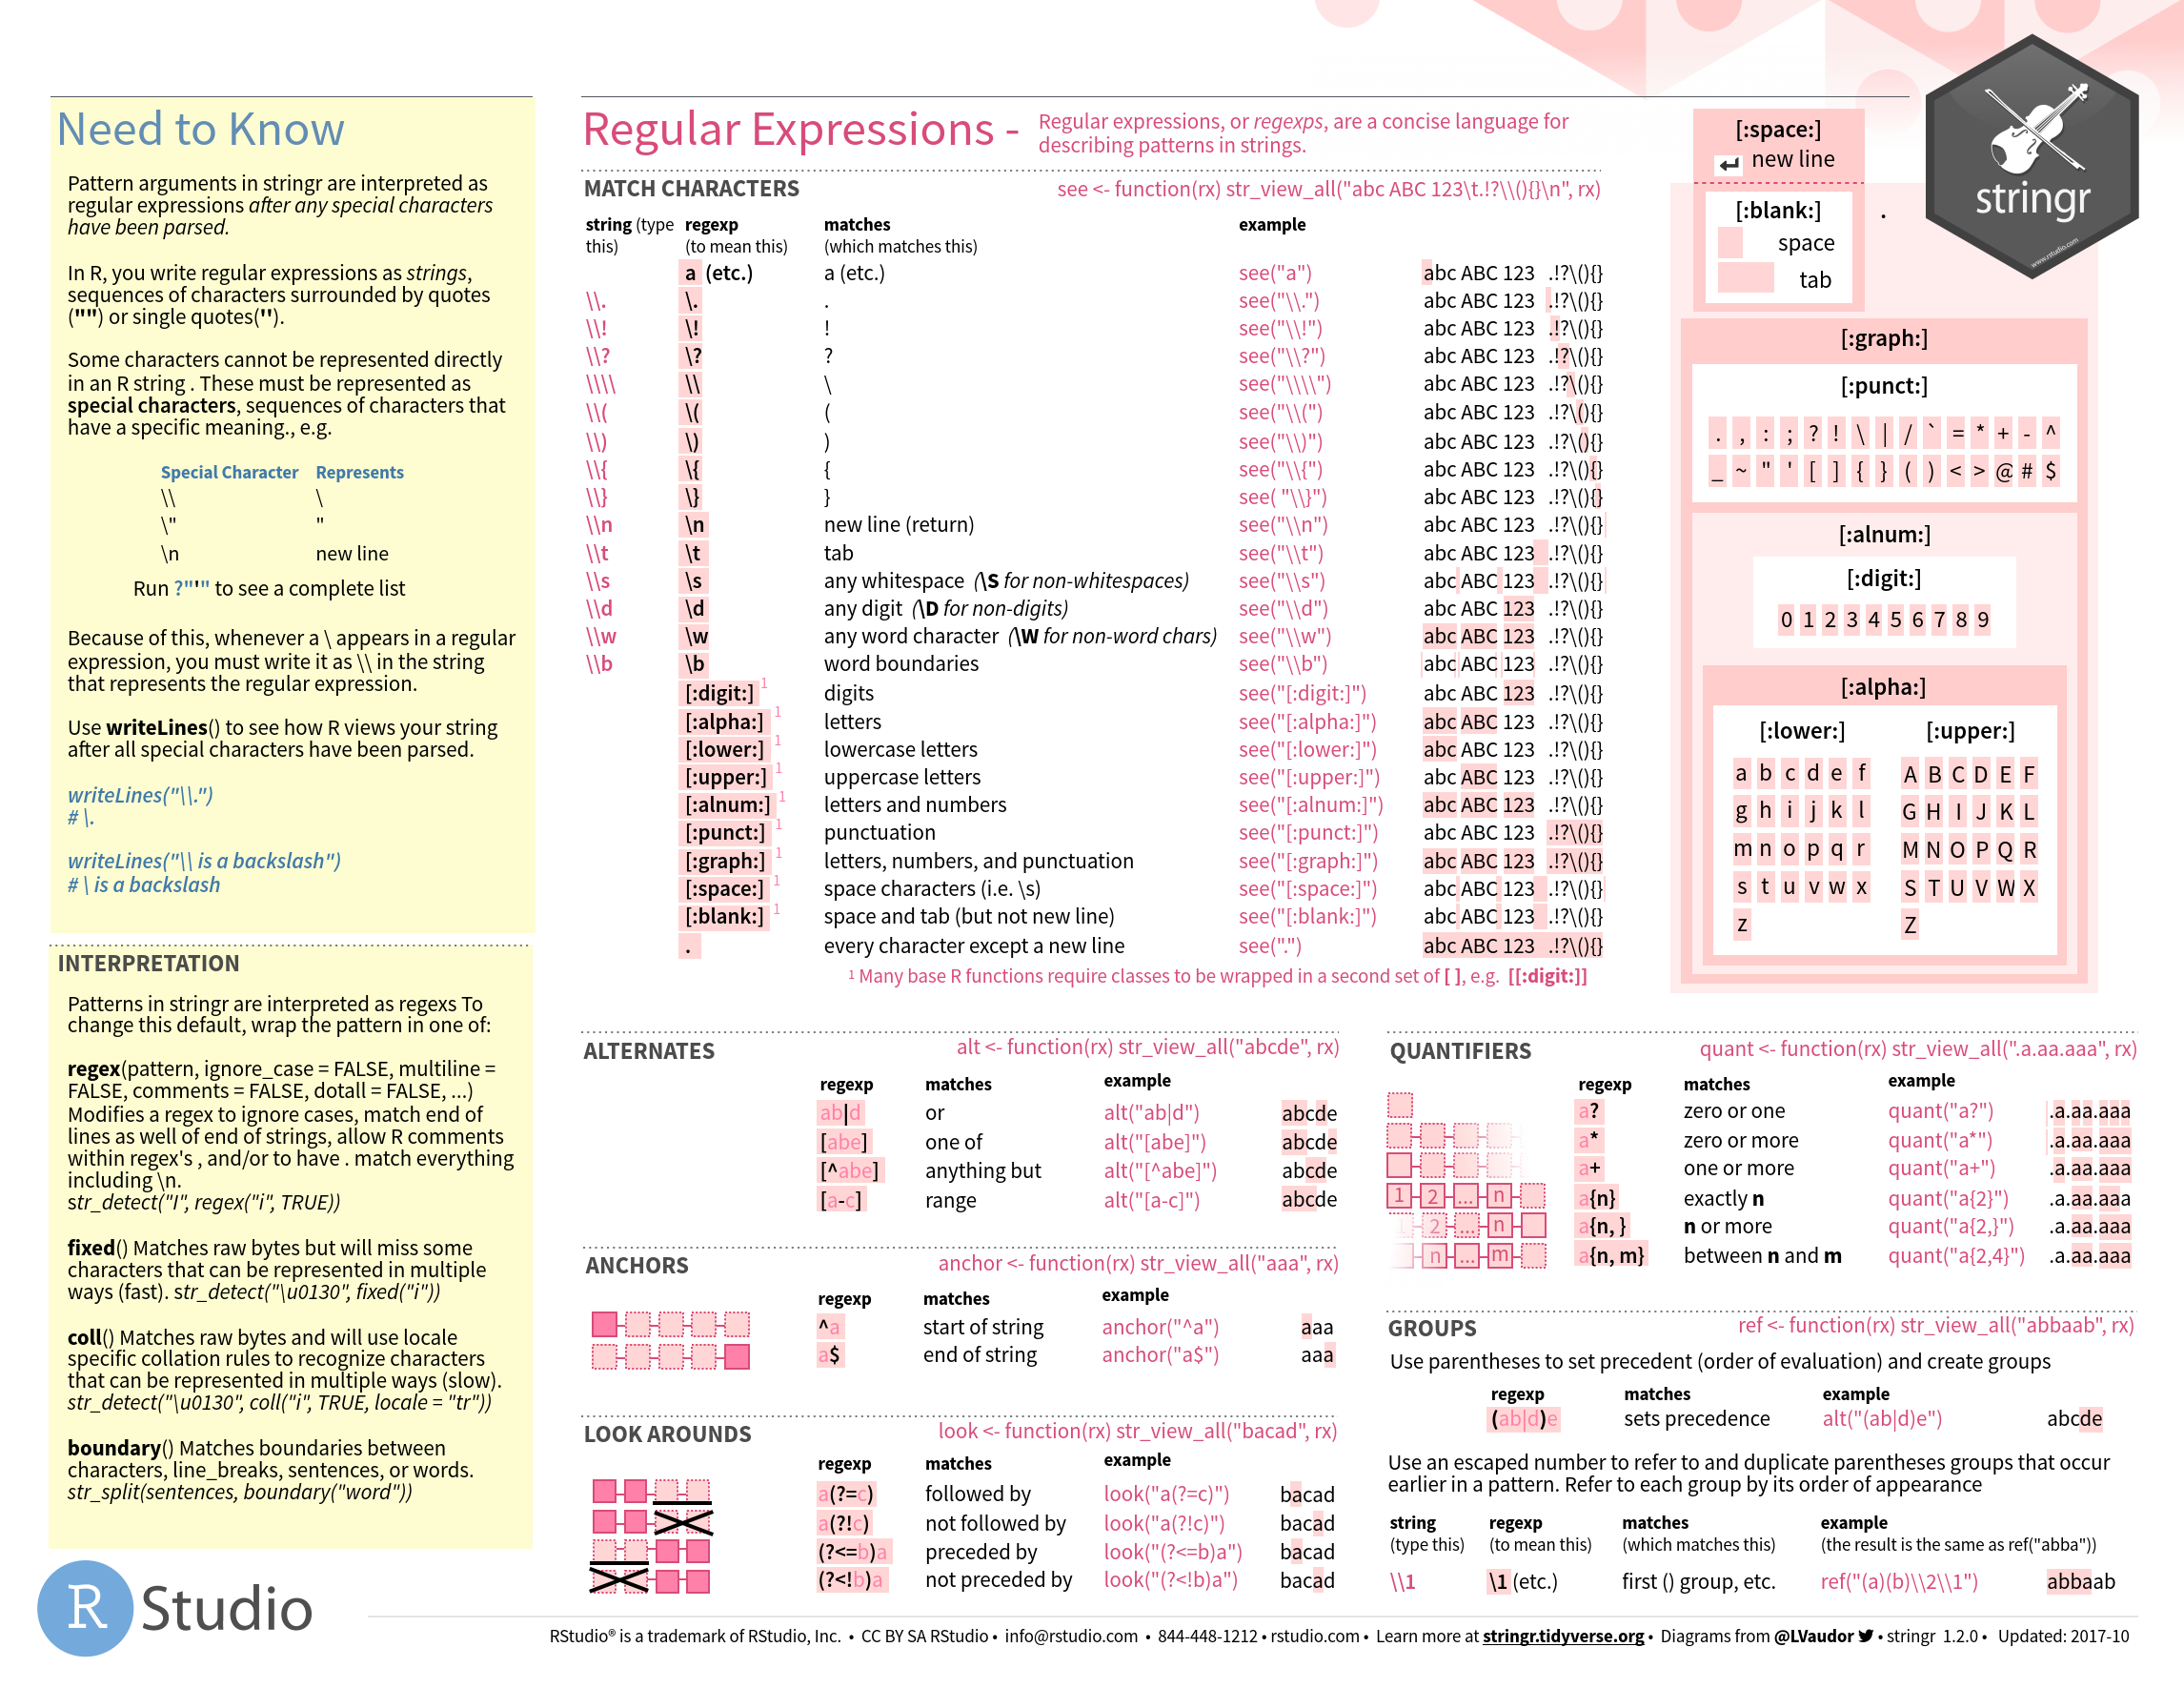 Need to Know
Pattern arguments in stringr are interpreted as
regular expressions after any special characters
have been parsed.
In R, you write regular expressions as strings,
sequences of characters surrounded by quotes
("") or single quotes('').
Some characters cannot be represented directly
in an R string . These must be represented as
special characters, sequences of characters that
have a specific meaning., e.g.
Special Character Represents
\\ \
\" "
\n new line
Run ?"'" to see a complete list
Because of this, whenever a \ appears in a regular
expression, you must write it as \\ in the string
that represents the regular expression.
Use writeLines() to see how R views your string
after all special characters have been parsed.
writeLines("\\.")
# \.
writeLines("\\ is a backslash")
# \ is a backslash
INTERPRETATION
Patterns in stringr are interpreted as regexs To
change this default, wrap the pattern in one of:
regex(pattern, ignore_case = FALSE, multiline =
FALSE, comments = FALSE, dotall = FALSE, ...)
Modifies a regex to ignore cases, match end of
lines as well of end of strings, allow R comments
within regex's , and/or to have . match everything
including \n.
str_detect("I", regex("i", TRUE))
fixed() Matches raw bytes but will miss some
characters that can be represented in multiple
ways (fast). str_detect("\u0130", fixed("i"))
coll() Matches raw bytes and will use locale
specific collation rules to recognize characters
that can be represented in multiple ways (slow).
str_detect("\u0130", coll("i", TRUE, locale = "tr"))
boundary() Matches boundaries between
characters, line_breaks, sentences, or words.
str_split(sentences, boundary("word"))
Regular Expressions -
Regular expressions, or regexps, are a concise language for
describing patterns in strings.
MATCH CHARACTERS see <- function(rx) str_view_all("abc ABC 123\t.!?\\(){}\n", rx)
string (type regexp matches example
this) (to mean this) (which matches this)
a (etc.) a (etc.) see("a") abc ABC 123 .!?\(){}
\\. \. . see("\\.") abc ABC 123 .!?\(){}
\\! \! ! see("\\!") abc ABC 123 .!?\(){}
\\? \? ? see("\\?") abc ABC 123 .!?\(){}
\\\\ \\ \ see("\\\\") abc ABC 123 .!?\(){}
\\( \( ( see("\\(") abc ABC 123 .!?\(){}
\\) \) ) see("\\)") abc ABC 123 .!?\(){}
\\{ \{ { see("\\{") abc ABC 123 .!?\(){}
\\} \} } see( "\\}") abc ABC 123 .!?\(){}
\\n \n new line (return) see("\\n") abc ABC 123 .!?\(){}
\\t \t tab see("\\t") abc ABC 123 .!?\(){}
\\s \s any whitespace (\S for non-whitespaces) see("\\s") abc ABC 123 .!?\(){}
\\d \d any digit (\D for non-digits) see("\\d") abc ABC 123 .!?\(){}
\\w \w any word character (\W for non-word chars) see("\\w") abc ABC 123 .!?\(){}
\\b \b word boundaries see("\\b") abc ABC 123 .!?\(){}
[:digit:] 1 digits see("[:digit:]") abc ABC 123 .!?\(){}
[:alpha:] 1 letters see("[:alpha:]") abc ABC 123 .!?\(){}
[:lower:] 1 lowercase letters see("[:lower:]") abc ABC 123 .!?\(){}
[:upper:] 1 uppercase letters see("[:upper:]") abc ABC 123 .!?\(){}
[:alnum:] 1 letters and numbers see("[:alnum:]") abc ABC 123 .!?\(){}
[:punct:] 1 punctuation see("[:punct:]") abc ABC 123 .!?\(){}
[:graph:] 1 letters, numbers, and punctuation see("[:graph:]") abc ABC 123 .!?\(){}
[:space:] 1 space characters (i.e. \s) see("[:space:]") abc ABC 123 .!?\(){}
[:blank:] 1 space and tab (but not new line) see("[:blank:]") abc ABC 123 .!?\(){}
. every character except a new line see(".") abc ABC 123 .!?\(){}
1 Many base R functions require classes to be wrapped in a second set of [ ], e.g. [[:digit:]]
[:space:]
new line
[:blank:] .
space
tab
stringr
www.rstudio.com
[:graph:]
[:punct:]
. , : ; ? ! \ | / ` = * + - ^
_ ~ " ' [ ] { } ( ) < > @ # $
[:alnum:]
[:digit:]
0 1 2 3 4 5 6 7 8 9
[:alpha:]
[:lower:] [:upper:]
a b c d e f A B C D E F
g h i j k l G H I J K L
m n o p q r M N O P Q R
s t u v w x S T U V W X
z Z
ALTERNATES alt <- function(rx) str_view_all("abcde", rx)
regexp matches example
ab|d or alt("ab|d") abcde
[abe] one of alt("[abe]") abcde
[^abe] anything but alt("[^abe]") abcde
[a-c] range alt("[a-c]") abcde
ANCHORS anchor <- function(rx) str_view_all("aaa", rx)
regexp matches example
^a start of string anchor("^a") aaa
a$ end of string anchor("a$") aaa
LOOK AROUNDS look <- function(rx) str_view_all("bacad", rx)
regexp matches example
a(?=c) followed by look("a(?=c)") bacad
a(?!c) not followed by look("a(?!c)") bacad
(?<=b)a preceded by look("(?<=b)a") bacad
(?<!b)a not preceded by look("(?<!b)a") bacad
QUANTIFIERS quant <- function(rx) str_view_all(".a.aa.aaa", rx)
regexp matches example
a? zero or one quant("a?") .a.aa.aaa
a* zero or more quant("a*") .a.aa.aaa
a+ one or more quant("a+") .a.aa.aaa
1 2 ... n a{n} exactly n quant("a{2}") .a.aa.aaa
1 2 ... n a{n, } n or more quant("a{2,}") .a.aa.aaa
n ... m a{n, m} between n and m quant("a{2,4}") .a.aa.aaa
GROUPS ref <- function(rx) str_view_all("abbaab", rx)
Use parentheses to set precedent (order of evaluation) and create groups
regexp matches example
(ab|d)e sets precedence alt("(ab|d)e") abcde
Use an escaped number to refer to and duplicate parentheses groups that occur
earlier in a pattern. Refer to each group by its order of appearance
string regexp matches example
(type this) (to mean this) (which matches this) (the result is the same as ref("abba"))
\\1 \1 (etc.) first () group, etc. ref("(a)(b)\\2\\1") abbaab
R Studio
RStudio® is a trademark of RStudio, Inc. • CC BY SA RStudio • info@rstudio.com • 844-448-1212 • rstudio.com • Learn more at stringr.tidyverse.org • Diagrams from @LVaudor • stringr 1.2.0 • Updated: 2017-10